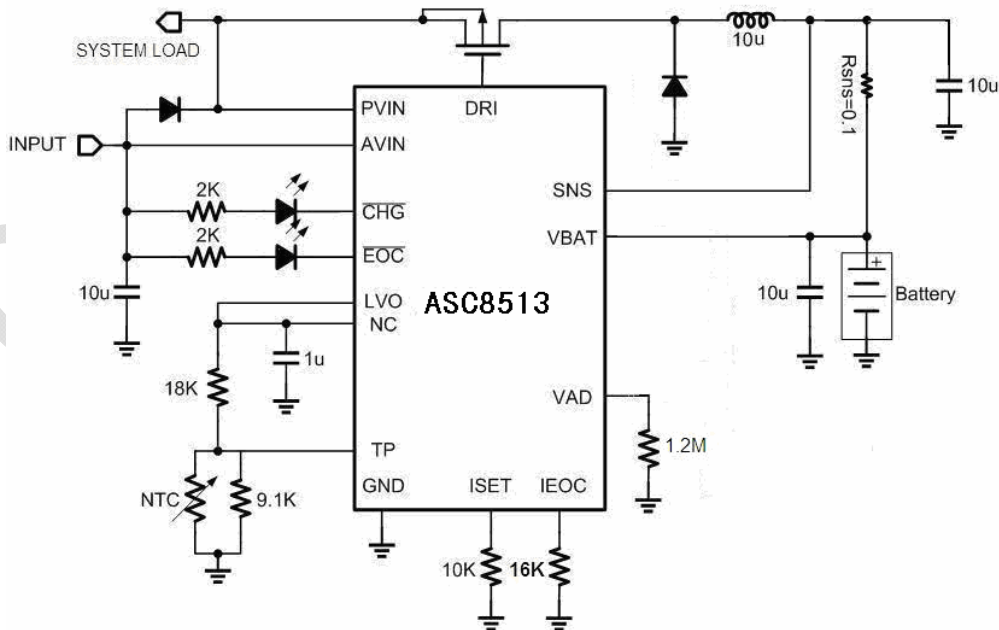 SYSTEM LOAD
10u
Rsns=0.1
10u
PVIN
DRI
INPUT
AVIN
SNS
2K
CHG
VBAT
2K
EOC
10u
LVO
ASC8513
10u
+
Battery
NC
1u
18K
VAD
TP
1.2M
NTC
9.1K
GND
ISET
IEOC
10K
16K